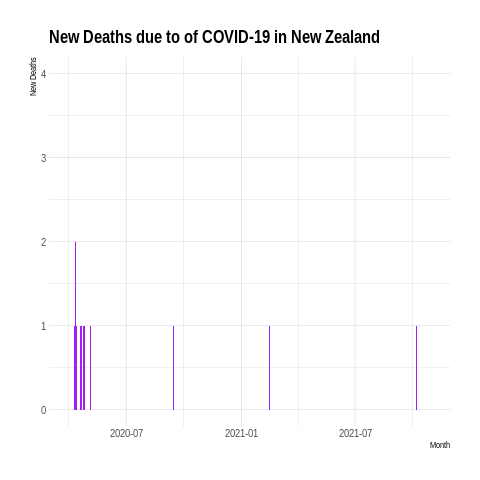 New Deaths due to of COVID-19 in New Zealand
New Deaths
4
3
2
1
0
2020-07
2021-01
2021-07
Month